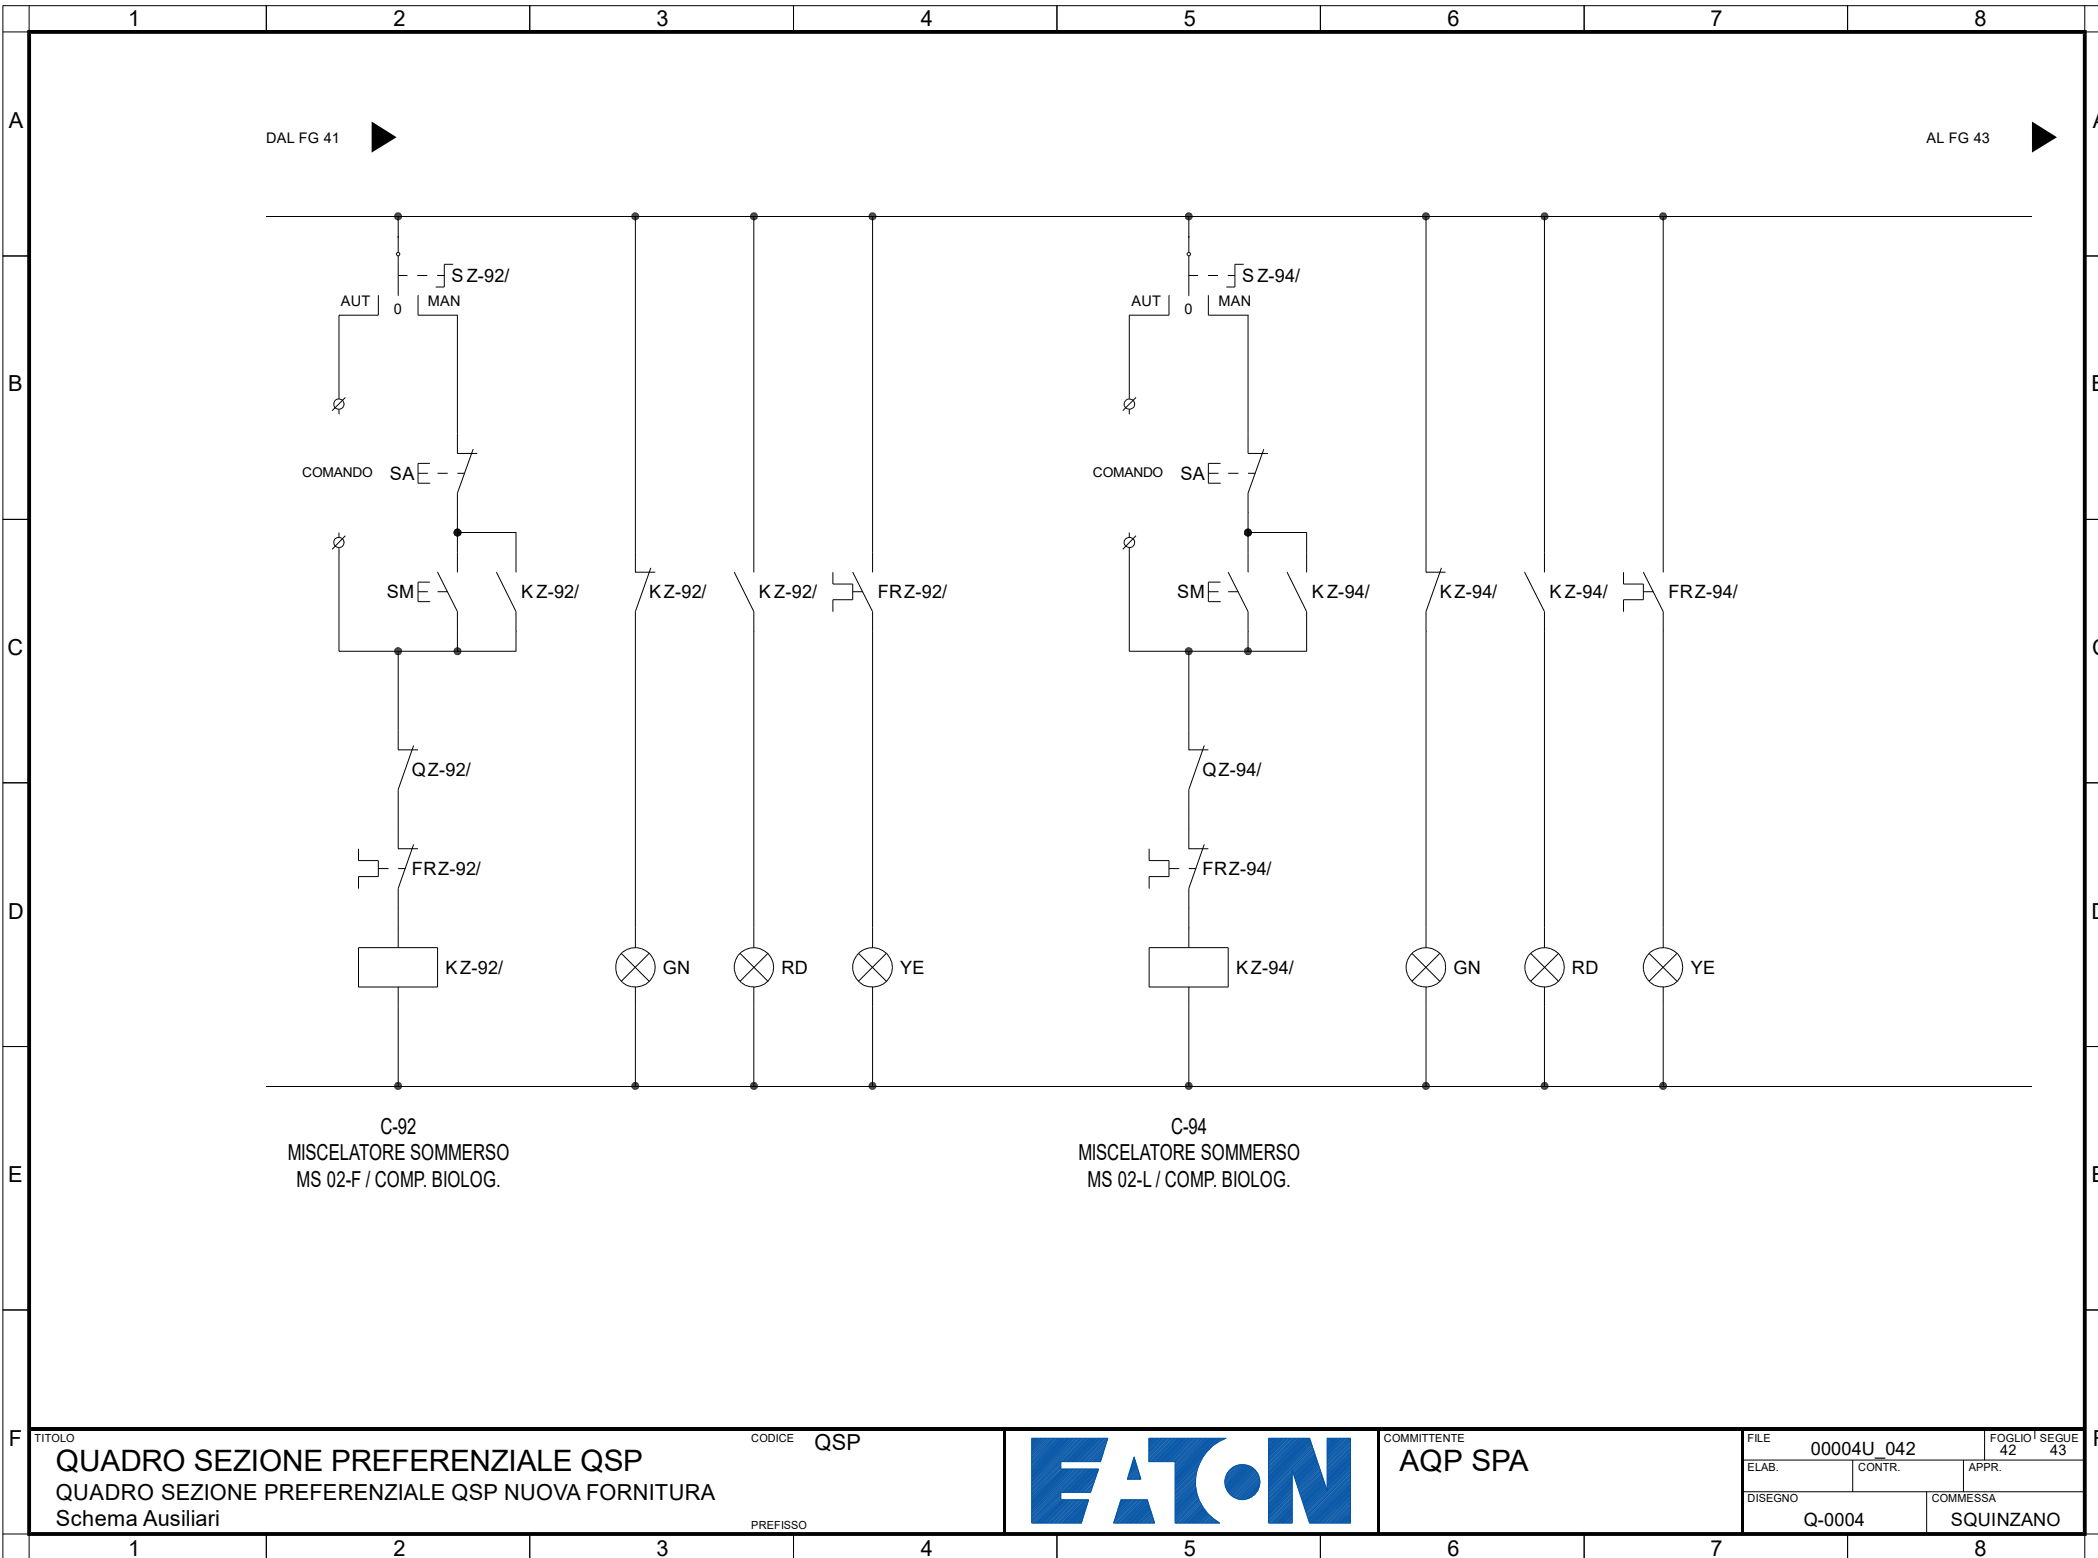 1 2 3 4 5 6 7 8
A
DAL FG 41
AL FG 43
SZ-92/
SZ-94/
AUT 0 MAN
AUT 0 MAN
B
COMANDO SA
COMANDO SA
SM KZ-92/ KZ-92/ KZ-92/ FRZ-92/
SM KZ-94/ KZ-94/ KZ-94/ FRZ-94/
C
QZ-92/
QZ-94/
FRZ-92/
FRZ-94/
D
KZ-92/ GN RD YE
KZ-94/ GN RD YE
C-92
MISCELATORE SOMMERSO
MS 02-F / COMP. BIOLOG.
C-94
MISCELATORE SOMMERSO
MS 02-L / COMP. BIOLOG.
E
F
TITOLO
QUADRO SEZIONE PREFERENZIALE QSP
QUADRO SEZIONE PREFERENZIALE QSP NUOVA FORNITURA
Schema Ausiliari
CODICE QSP
PREFISSO
EATON
COMMITTENTE
AQP SPA
FILE 00004U_042
FOGLIO 42
SEGUE 43
ELAB. CONTR. APPR.
DISEGNO Q-0004
COMMESSA SQUINZANO
1 2 3 4 5 6 7 8